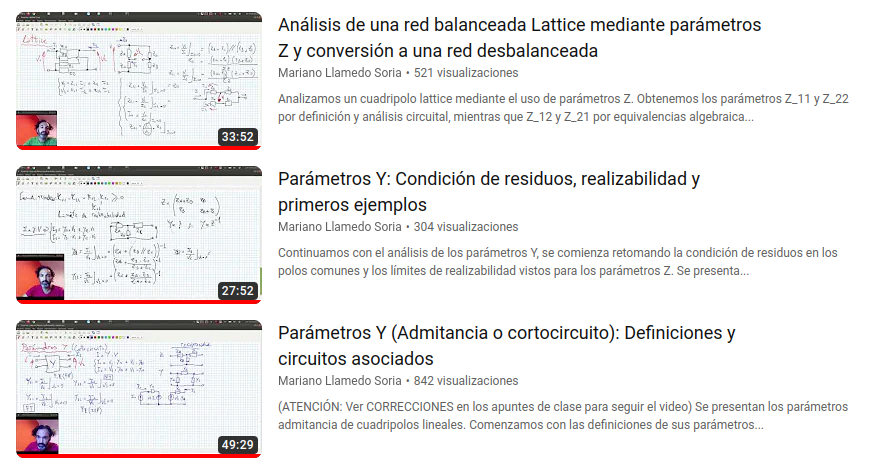 Análisis de una red balanceada Lattice mediante parámetros
Z y conversión a una red desbalanceada
Mariano Llamedo Soria • 521 visualizaciones
Analizamos un cuadripolo lattice mediante el uso de parámetros Z. Obtenemos los parámetros Z_11 y Z_22
por definición y análisis circuital, mientras que Z_12 y Z_21 por equivalencias algebraica...
Lattice
33:52
Parámetros Y: Condición de residuos, realizabilidad y
primeros ejemplos
Mariano Llamedo Soria • 304 visualizaciones
Continuamos con el análisis de los parámetros Y, se comienza retomando la condición de residuos en los
polos comunes y los límites de realizabilidad vistos para los parámetros Z. Se presenta...
27:52
Parámetros Y (Admitancia o cortocircuito): Definiciones y
circuitos asociados
Mariano Llamedo Soria • 842 visualizaciones
(ATENCIÓN: Ver CORRECCIONES en los apuntes de clase para seguir el video) Se presentan los parámetros
admitancia de cuadripolos lineales. Comenzamos con las definiciones de sus parámetros...
49:29